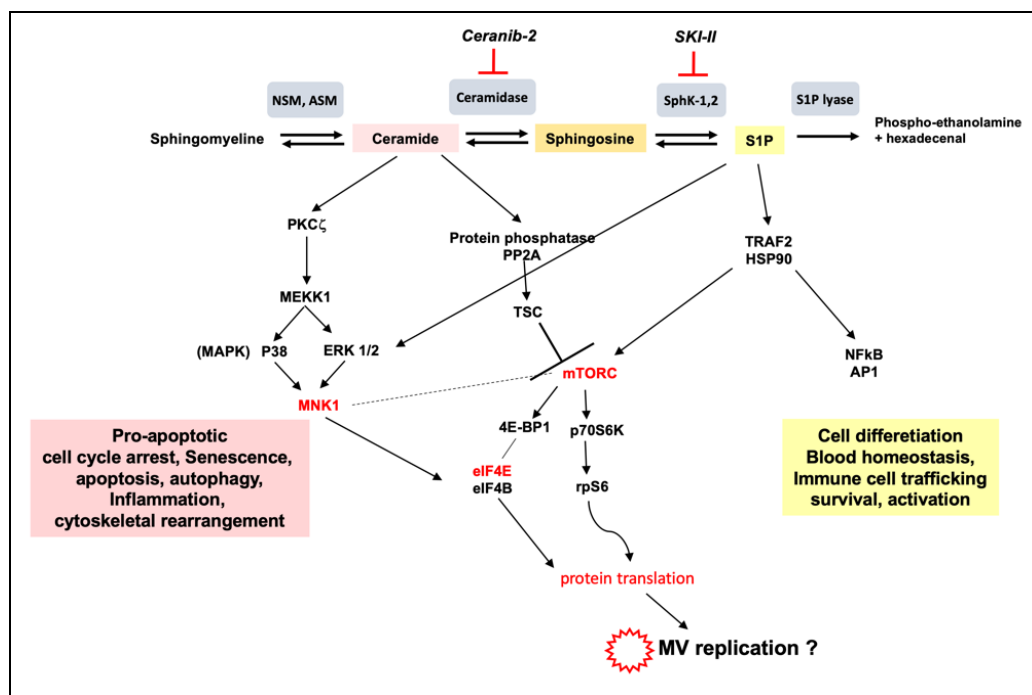 Ceranib-2
SKI-II
NSM, ASM
Ceramidase
SphK-1,2
S1P lyase
Sphingomyeline
Ceramide
Sphingosine
S1P
Phospho-ethanolamine
+ hexadecenal
PKCζ
Protein phosphatase
PP2A
TRAF2
HSP90
MEKK1
TSC
(MAPK) P38
ERK 1/2
NFkB
AP1
mTORC
MNK1
4E-BP1
p70S6K
eIF4E
eIF4B
rpS6
Pro-apoptotic
cell cycle arrest, Senescence,
apoptosis, autophagy,
Inflammation,
cytoskeletal rearrangement
Cell differetiation
Blood homeostasis,
Immune cell trafficking
survival, activation
protein translation
MV replication ?